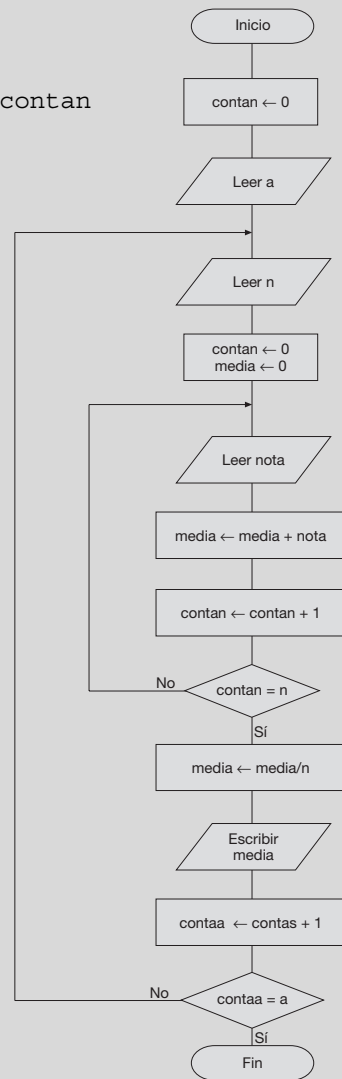 Inicio
contan
contan ← 0
Leer a
Leer n
contan ← 0
media ← 0
Leer nota
media ← media + nota
contan ← contan + 1
No
contan = n
Sí
media ← media/n
Escribir
media
contaa ← contas + 1
No
contaa = a
Sí
Fin